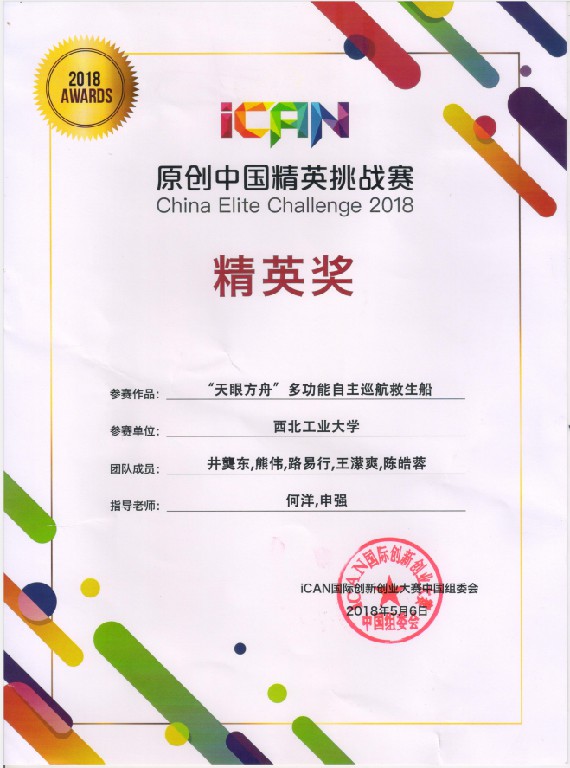 2018
AWARDS
iCAN
原创中国精英挑战赛
China Elite Challenge 2018
精英奖
参赛作品: “天眼方舟”多功能自主巡航救生船
参赛单位: 西北工业大学
团队成员: 井龑东,熊伟,路易行,王濛爽,陈皓蓉
指导老师: 何洋,申强
iCAN国际创新创业大赛中国组委会
2018年5月6日
iCAN国际创新创业大赛
中国组委会